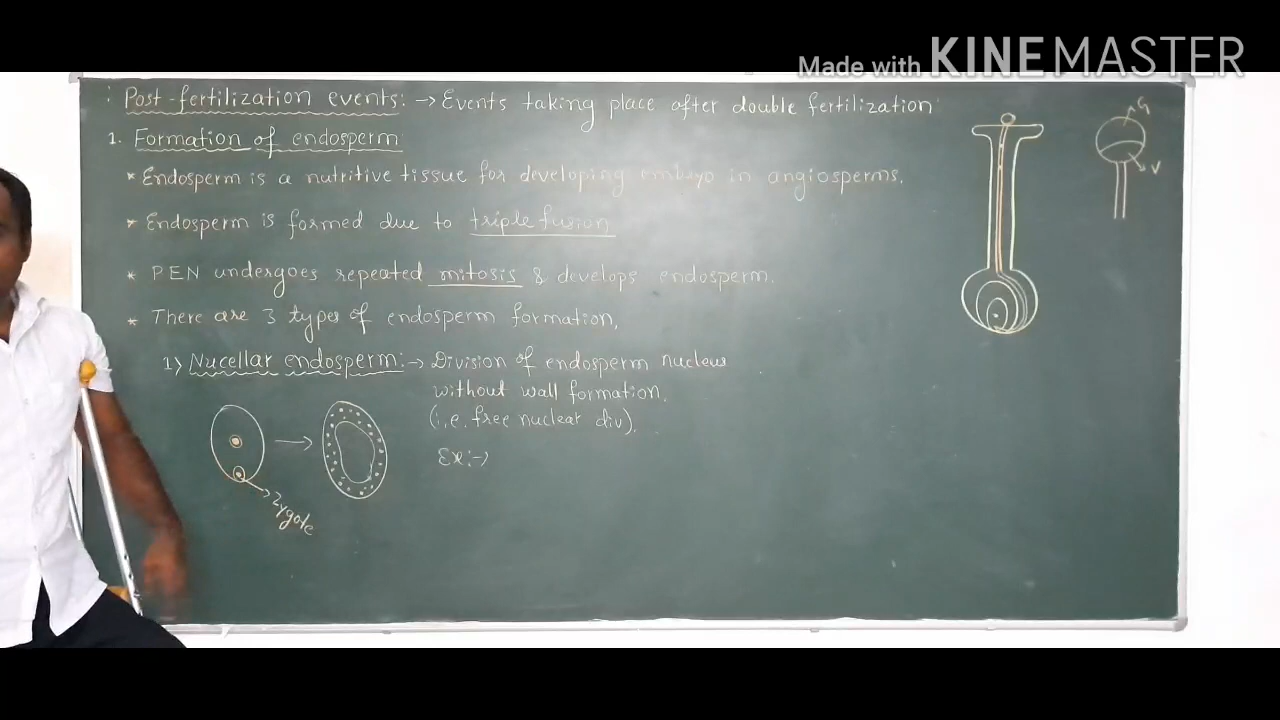 Made with KINEMASTER
: Post-fertilization events: → Events taking place after double fertilization
1. Formation of endosperm
* Endosperm is a nutritive tissue for developing embryo in angiosperms.
* Endosperm is formed due to triple fusion
* PEN undergoes repeated mitosis & develops endosperm.
* There are 3 types of endosperm formation.
1) Nucellar endosperm: → Division of endosperm nucleus
without wall formation.
(i.e. free nuclear div).
Ex:→
Zygote
G
V